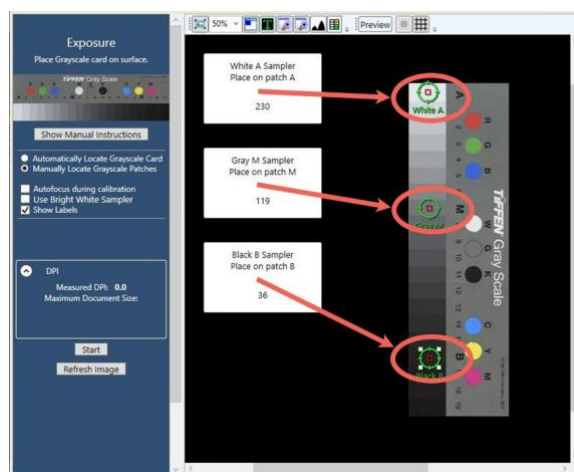 Exposure
Place Grayscale card on surface.
TIFFEN Gray Scale
Show Manual Instructions
Automatically Locate Grayscale Card
Manually Locate Grayscale Patches
Autofocus during calibration
Use Bright White Sampler
Show Labels
DPI
Measured DPI: 0.0
Maximum Document Size:
Start
Refresh Image
50%
Preview
White A Sampler
Place on patch A
230
Gray M Sampler
Place on patch M
119
Black B Sampler
Place on patch B
36
White A
A
M
B
TIFFEN Gray Scale
R
G
B
W
G
K
C
Y
M